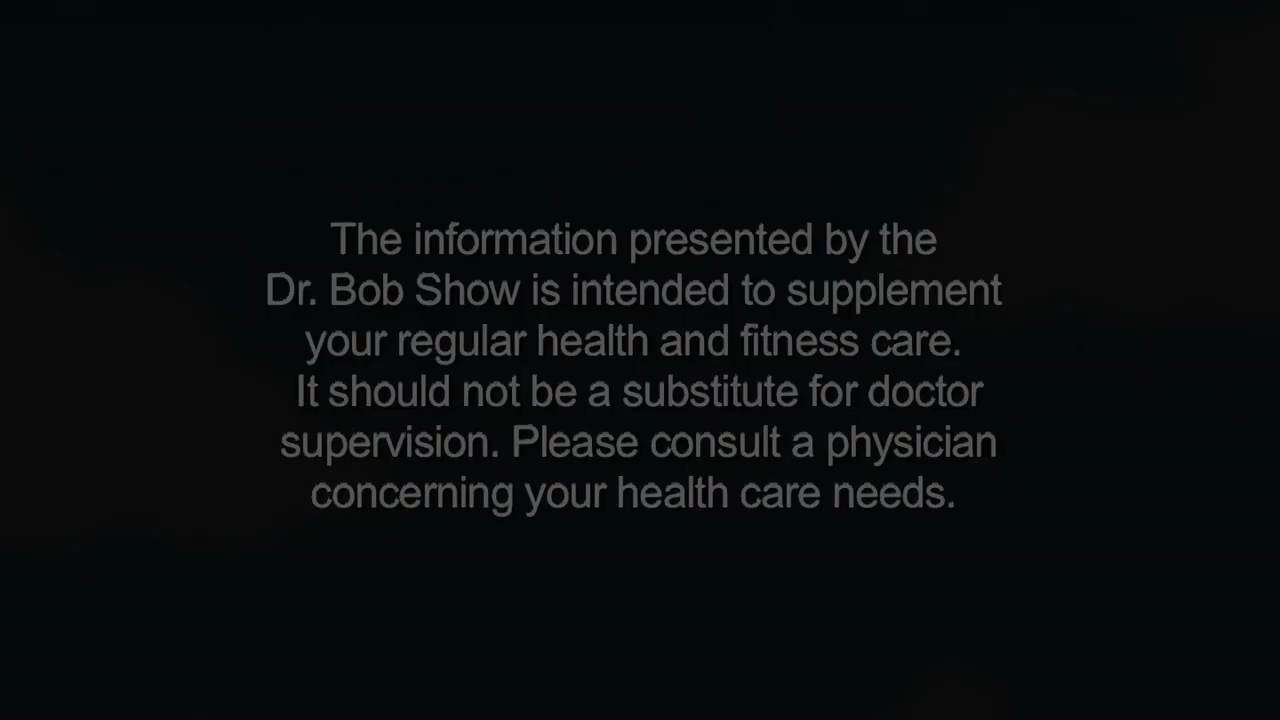 The information presented by the
Dr. Bob Show is intended to supplement
your regular health and fitness care.
It should not be a substitute for doctor
supervision. Please consult a physician
concerning your health care needs.